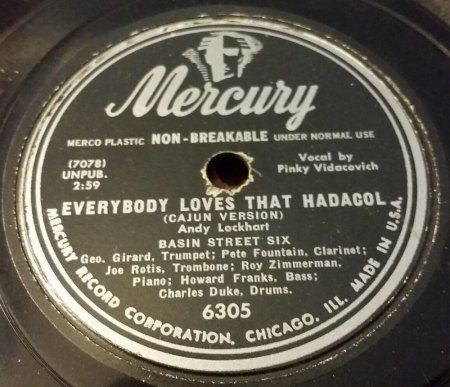 Mercury
MERCO PLASTIC NON-BREAKABLE UNDER NORMAL USE
(7078)
UNPUB.
2:59
Vocal by
Pinky Vidacovich
EVERYBODY LOVES THAT HADACOL
(CAJUN VERSION)
Andy Lockhart
BASIN STREET SIX
Geo. Girard, Trumpet; Pete Fountain, Clarinet;
Joe Rotis, Trombone; Roy Zimmerman,
Piano; Howard Franks, Bass;
Charles Duke, Drums.
6305
MERCURY RECORD CORPORATION, CHICAGO, ILL. MADE IN U.S.A.